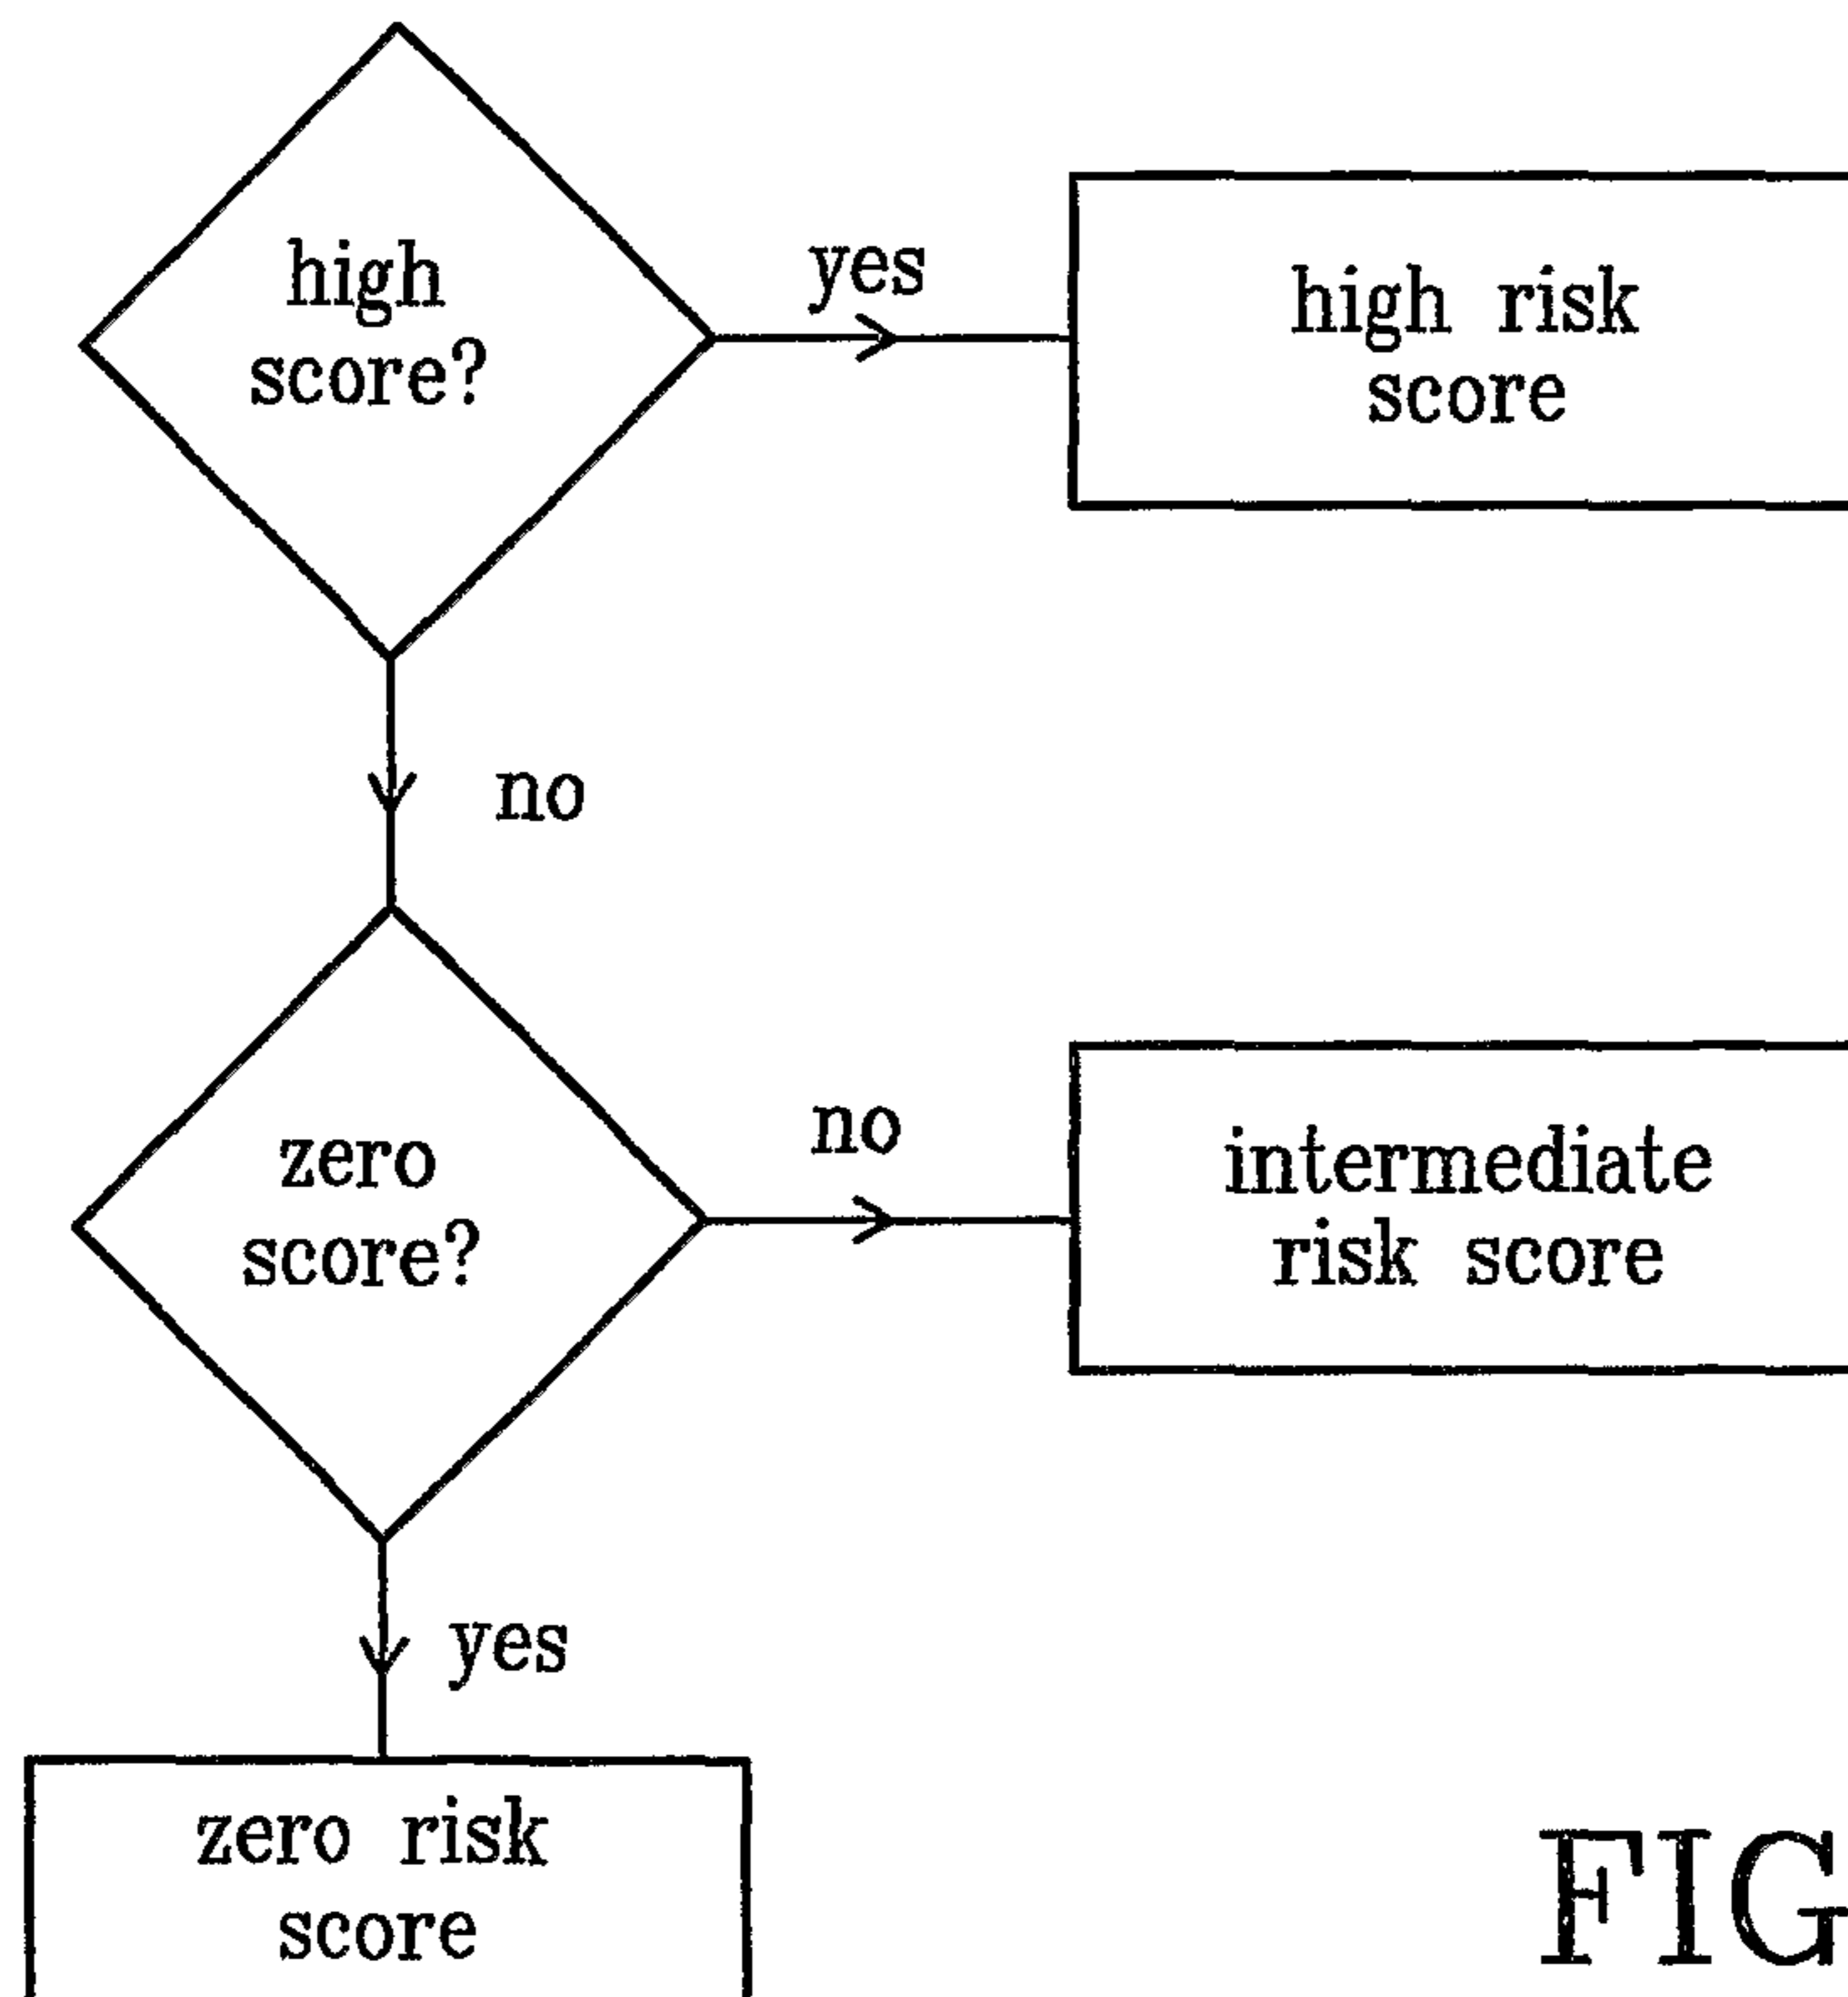 high
score?
yes
high risk
score
no
zero
score?
no
intermediate
risk score
yes
zero risk
score
FIG